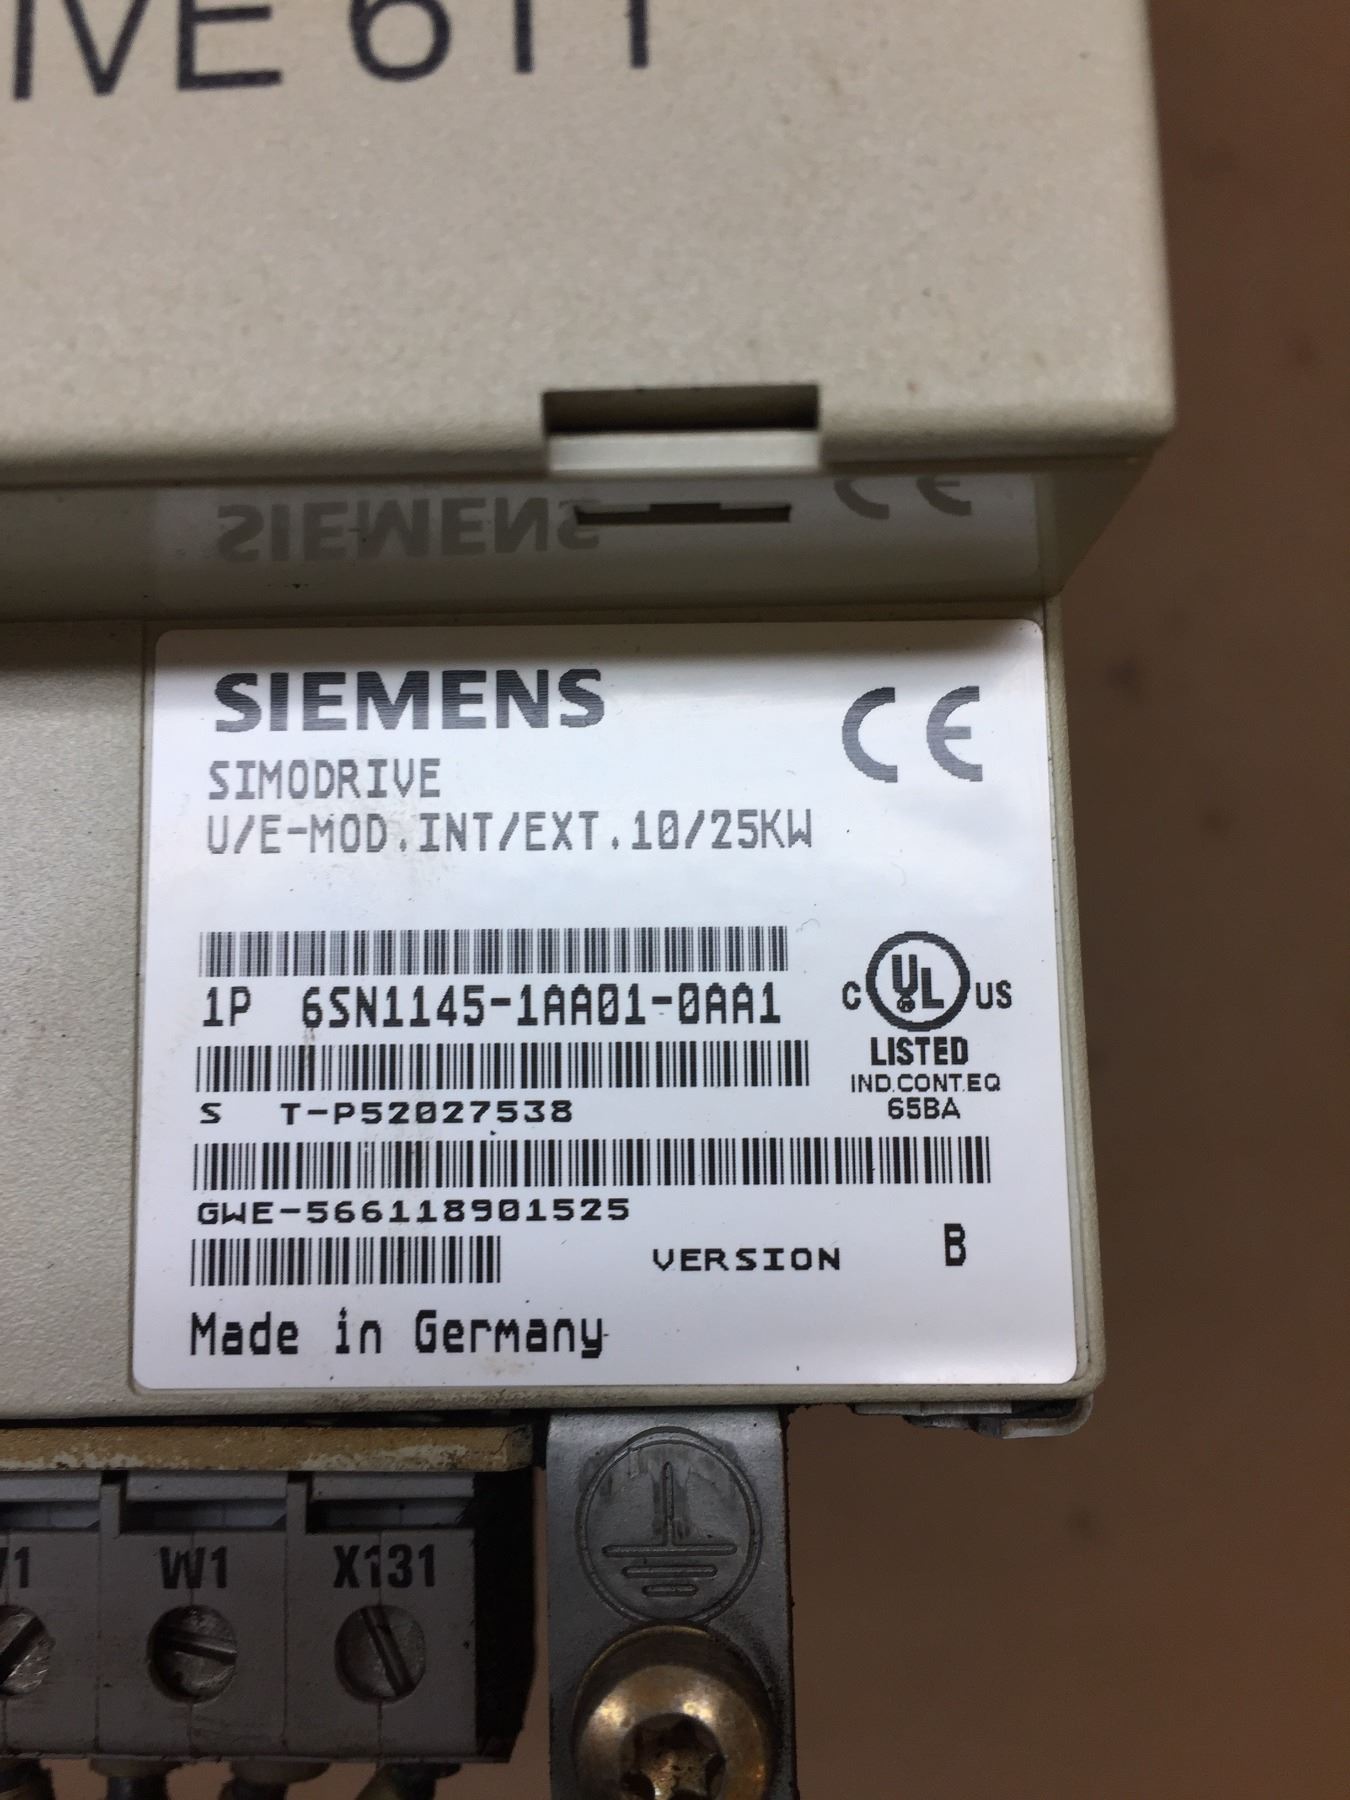 IVE 611
SIEMENS
CE
SIMODRIVE
U/E-MOD.INT/EXT.10/25KW
1P 6SN1145-1AA01-0AA1
C UL US
LISTED
IND.CONT.EQ
65BA
S T-P52027538
GWE-566118901525
VERSION B
Made in Germany
W1
X131